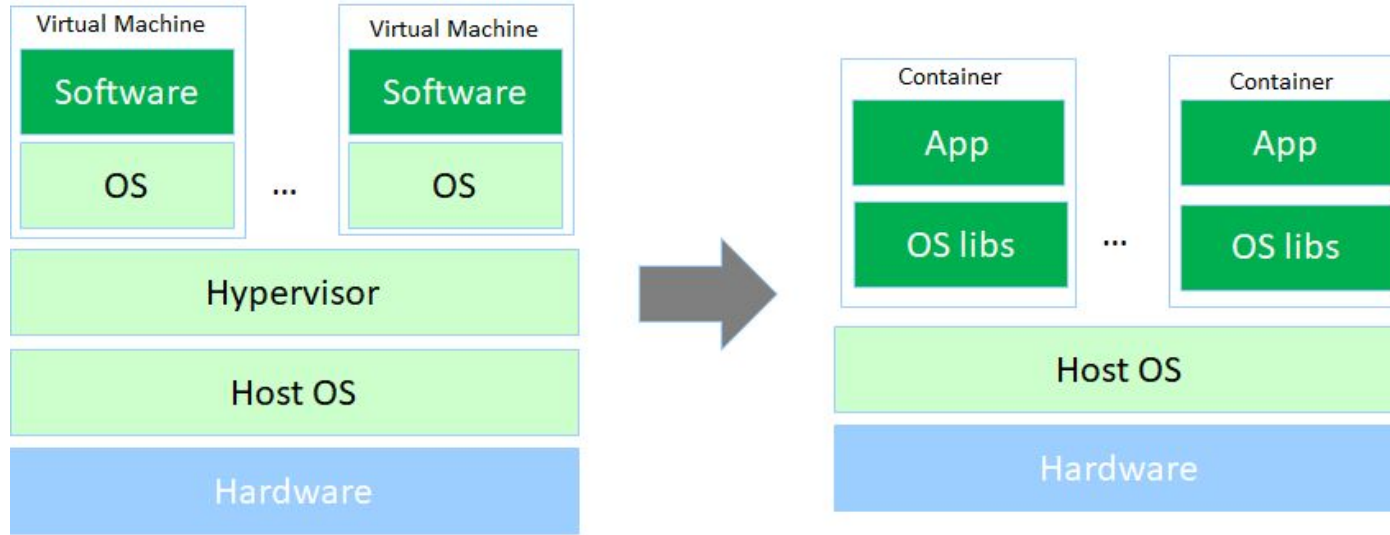 Virtual Machine
Software
OS
...
Virtual Machine
Software
OS
Hypervisor
Host OS
Hardware
Container
App
OS libs
...
Container
App
OS libs
Host OS
Hardware